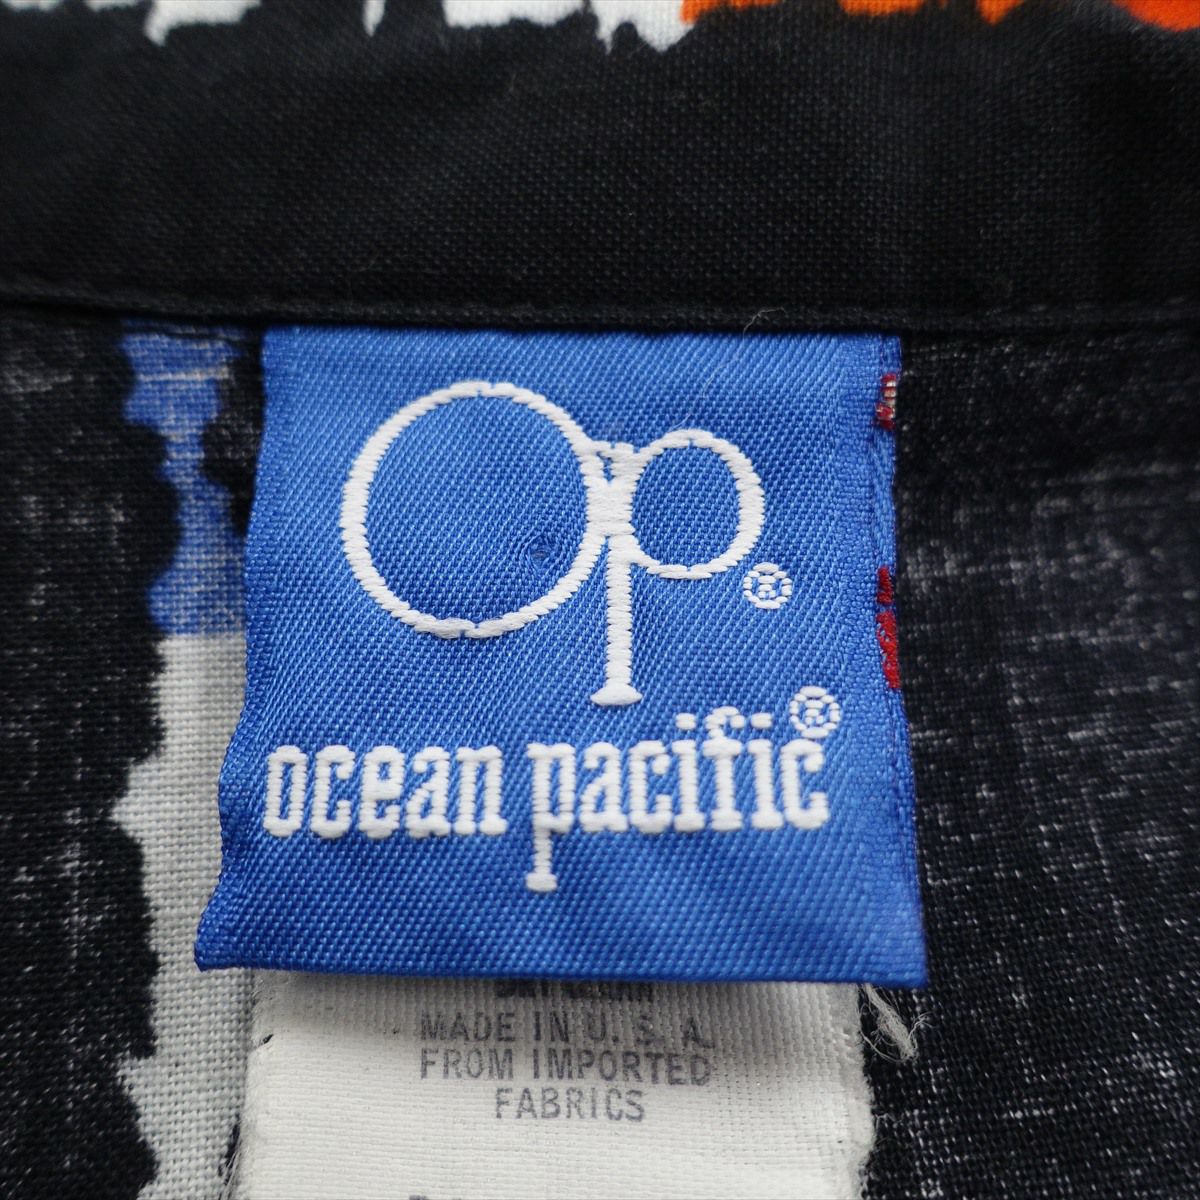 Op®
ocean pacific®
MADE IN U.S.A.
FROM IMPORTED
FABRICS